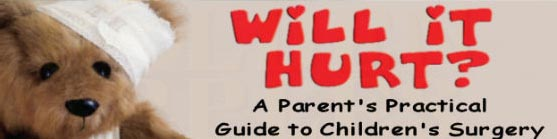 WiLL iT
HURT?
A Parent's Practical
Guide to Children's Surgery